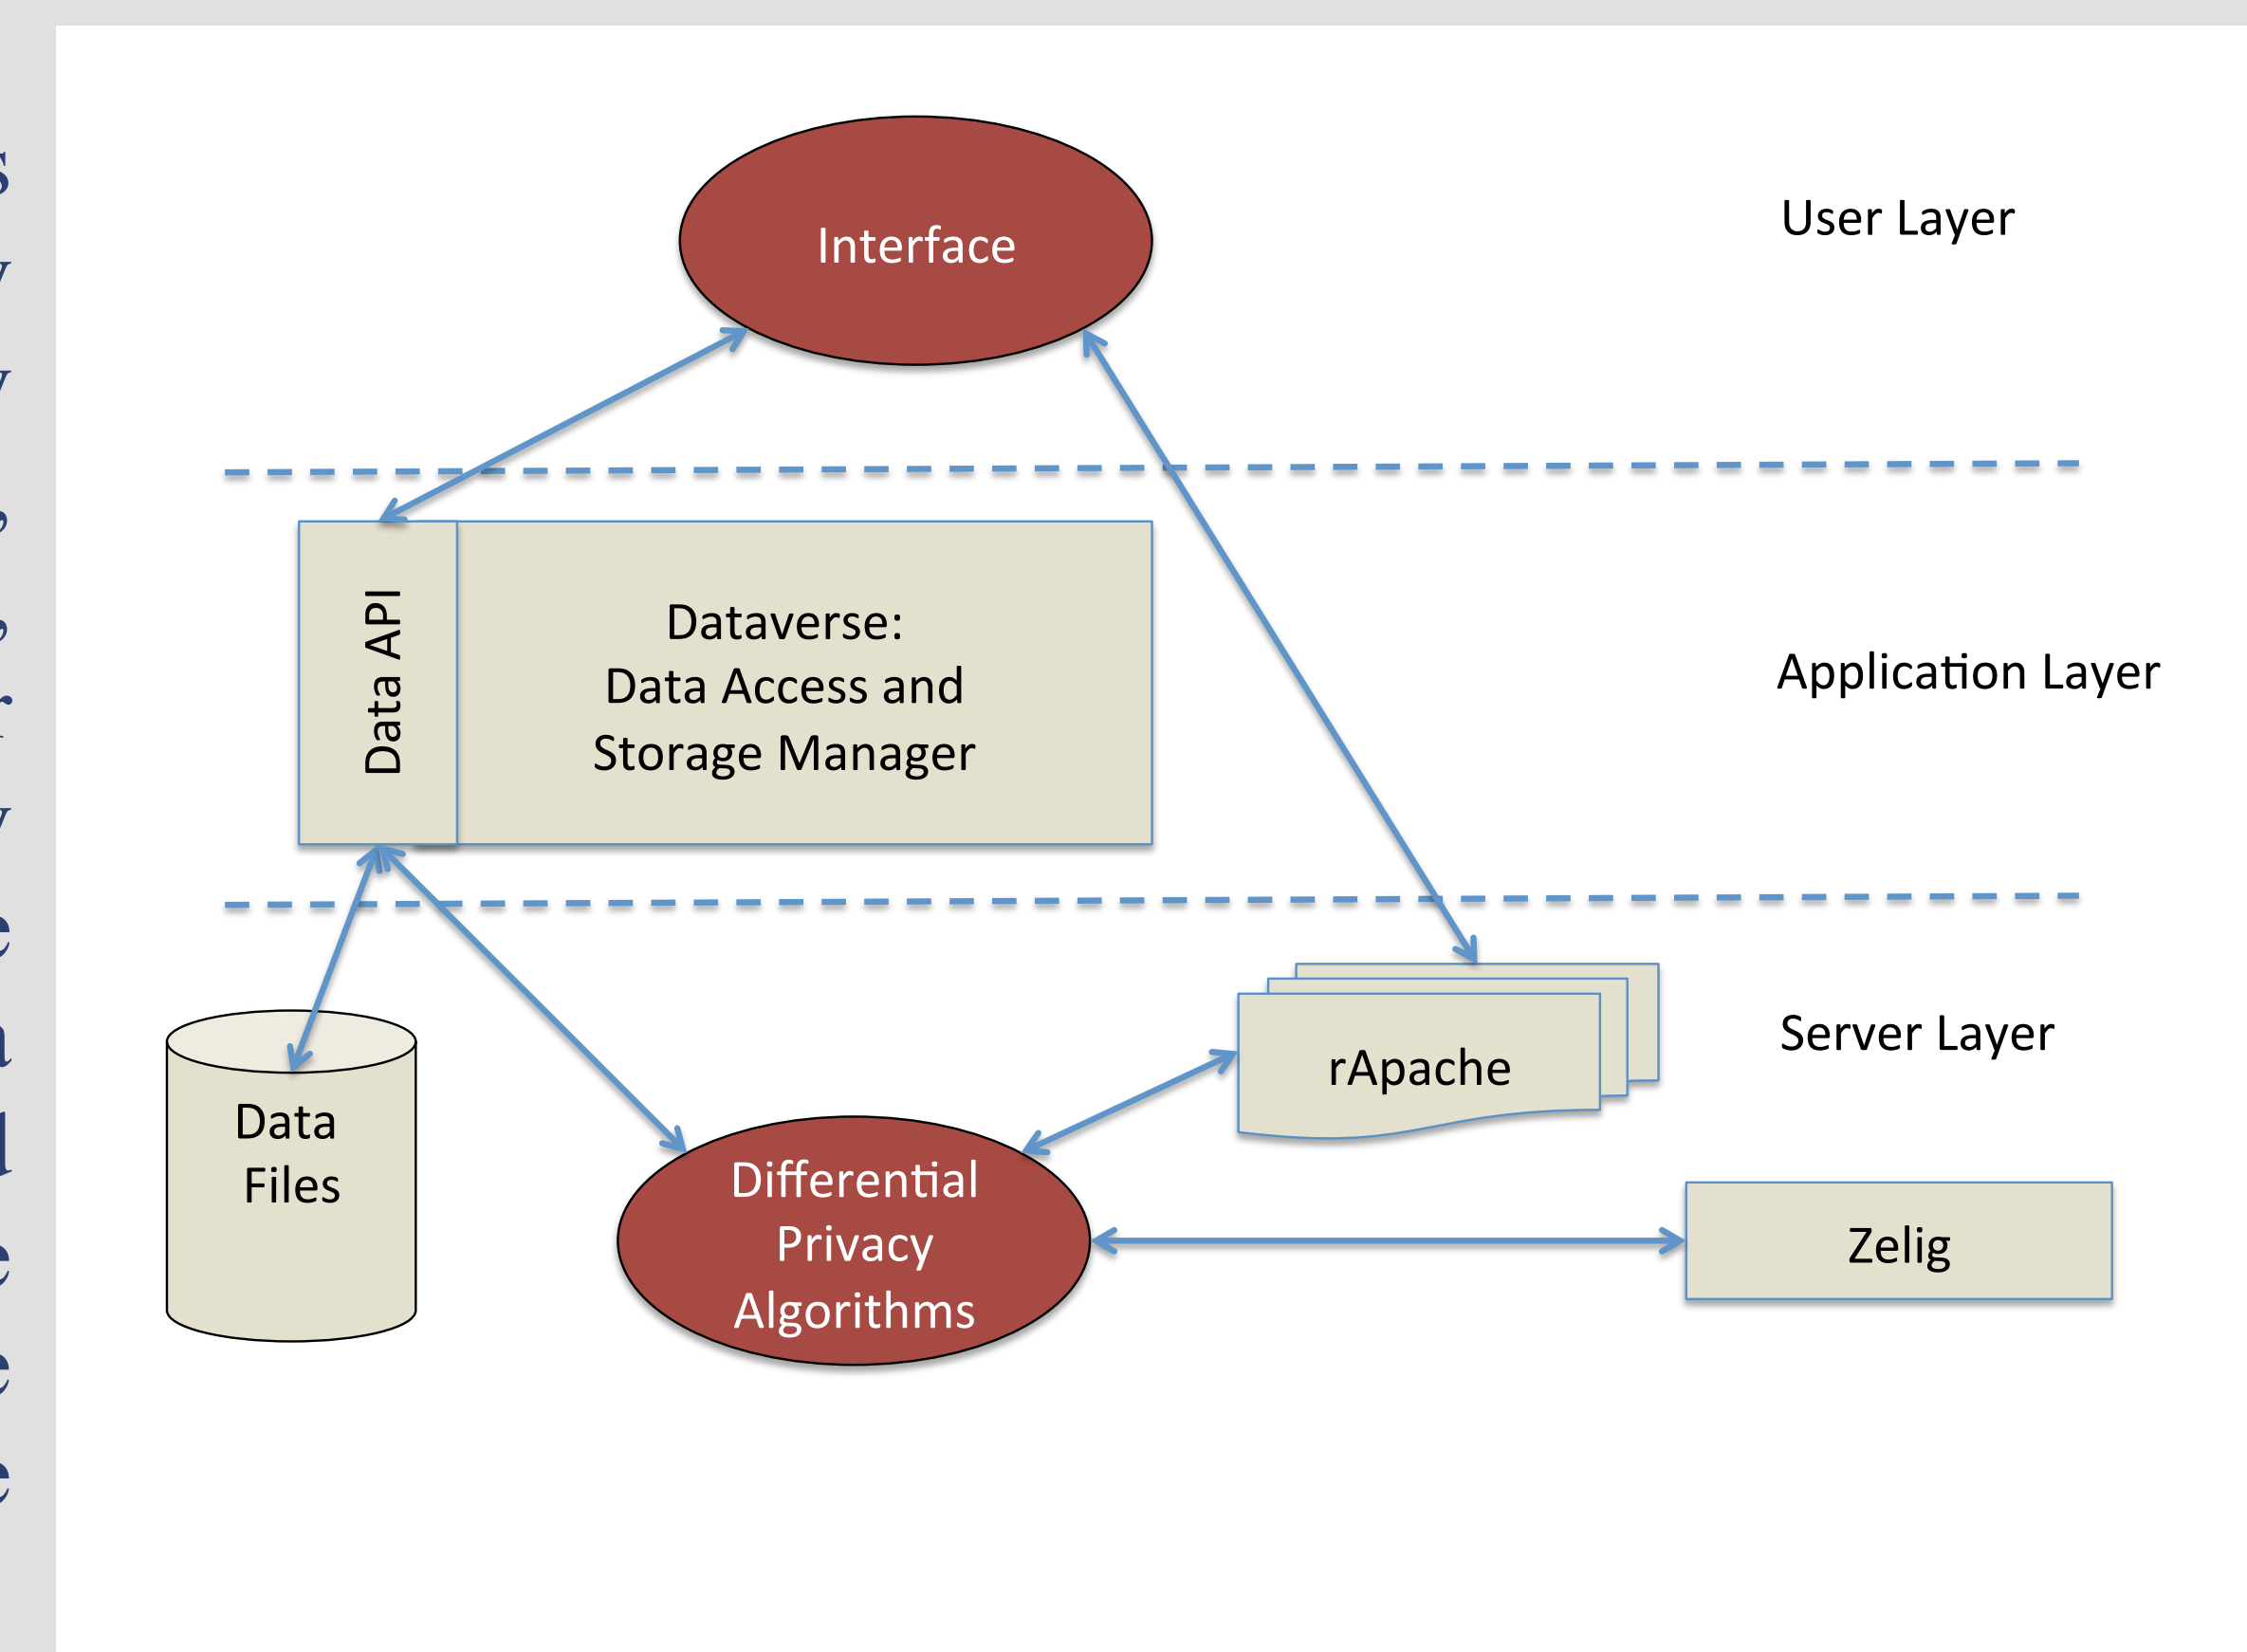 Interface
User Layer
Data API
Dataverse:
Data Access and
Storage Manager
Application Layer
Server Layer
rApache
Data
Files
Differential
Privacy
Algorithms
Zelig